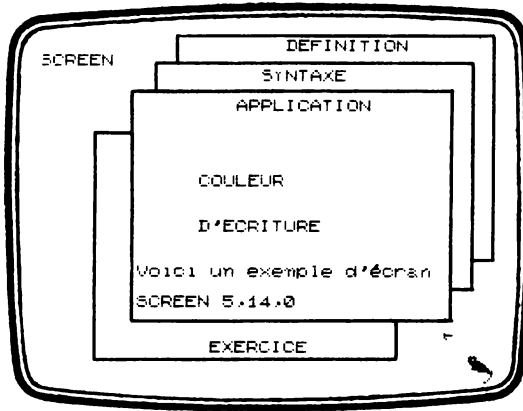 SCREEN
DEFINITION
SYNTAXE
APPLICATION
COULEUR
D'ECRITURE
Voici un exemple d'écran
SCREEN 5,14,0
EXERCICE